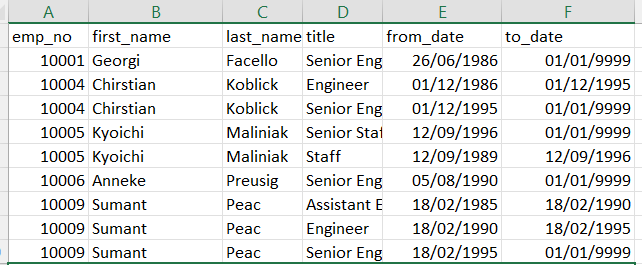 A B C D E F
emp_no first_name last_name title from_date to_date
10001 Georgi Facello Senior Eng 26/06/1986 01/01/9999
10004 Chirstian Koblick Engineer 01/12/1986 01/12/1995
10004 Chirstian Koblick Senior Eng 01/12/1995 01/01/9999
10005 Kyoichi Maliniak Senior Staf 12/09/1996 01/01/9999
10005 Kyoichi Maliniak Staff 12/09/1989 12/09/1996
10006 Anneke Preusig Senior Eng 05/08/1990 01/01/9999
10009 Sumant Peac Assistant E 18/02/1985 18/02/1990
10009 Sumant Peac Engineer 18/02/1990 18/02/1995
10009 Sumant Peac Senior Eng 18/02/1995 01/01/9999